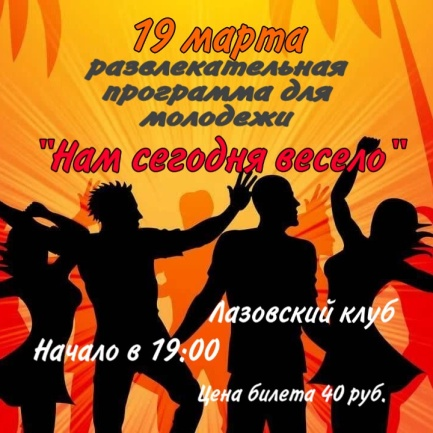 19 марта
развлекательная
программа для
молодежи
"Нам сегодня весело"
Лазовский клуб
Начало в 19:00
Цена билета 40 руб.